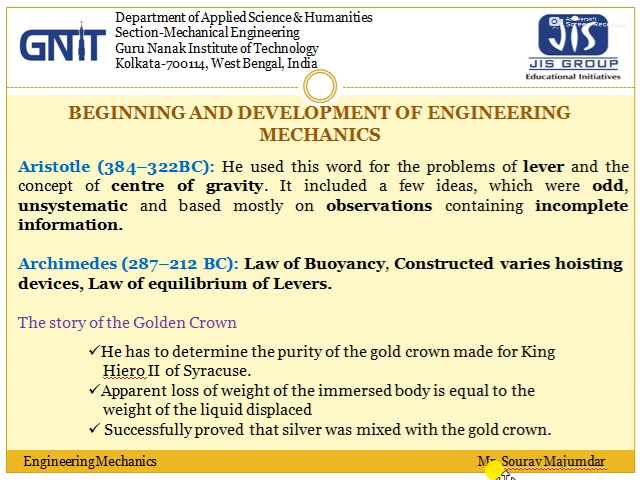 GNIT
Department of Applied Science & Humanities
Section-Mechanical Engineering
Guru Nanak Institute of Technology
Kolkata-700114, West Bengal, India
JIS
JIS GROUP
Educational Initiatives
BEGINNING AND DEVELOPMENT OF ENGINEERING
MECHANICS
Aristotle (384–322BC): He used this word for the problems of lever and the
concept of centre of gravity. It included a few ideas, which were odd,
unsystematic and based mostly on observations containing incomplete
information.
Archimedes (287–212 BC): Law of Buoyancy, Constructed varies hoisting
devices, Law of equilibrium of Levers.
The story of the Golden Crown
✓He has to determine the purity of the gold crown made for King
Hiero II of Syracuse.
✓Apparent loss of weight of the immersed body is equal to the
weight of the liquid displaced
✓ Successfully proved that silver was mixed with the gold crown.
Engineering Mechanics
Mr. Sourav Majumdar